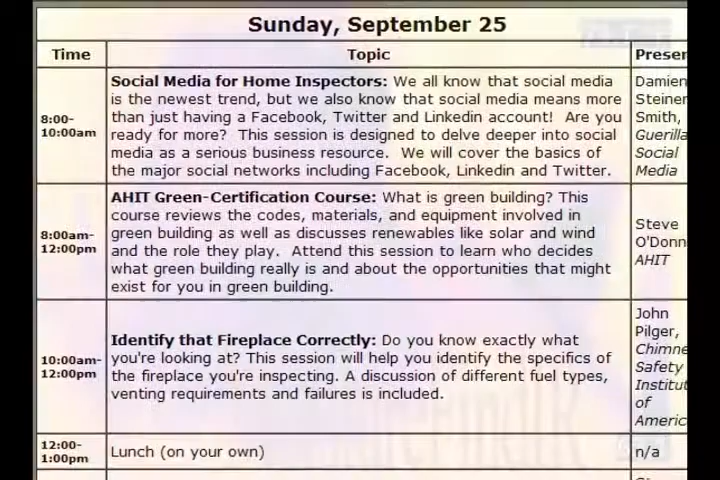 Sunday, September 25
Time
Topic
Presen
8:00-
10:00am
Social Media for Home Inspectors: We all know that social media
is the newest trend, but we also know that social media means more
than just having a Facebook, Twitter and Linkedin account! Are you
ready for more? This session is designed to delve deeper into social
media as a serious business resource. We will cover the basics of
the major social networks including Facebook, Linkedin and Twitter.
Damien
Steiner
Smith,
Guerilla
Social
Media
8:00am-
12:00pm
AHIT Green-Certification Course: What is green building? This
course reviews the codes, materials, and equipment involved in
green building as well as discusses renewables like solar and wind
and the role they play. Attend this session to learn who decides
what green building really is and about the opportunities that might
exist for you in green building.
Steve
O'Donn
AHIT
10:00am-
12:00pm
Identify that Fireplace Correctly: Do you know exactly what
you're looking at? This session will help you identify the specifics of
the fireplace you're inspecting. A discussion of different fuel types,
venting requirements and failures is included.
John
Pilger,
Chimne
Safety
Institut
of
Americ
12:00-
1:00pm
Lunch (on your own)
n/a